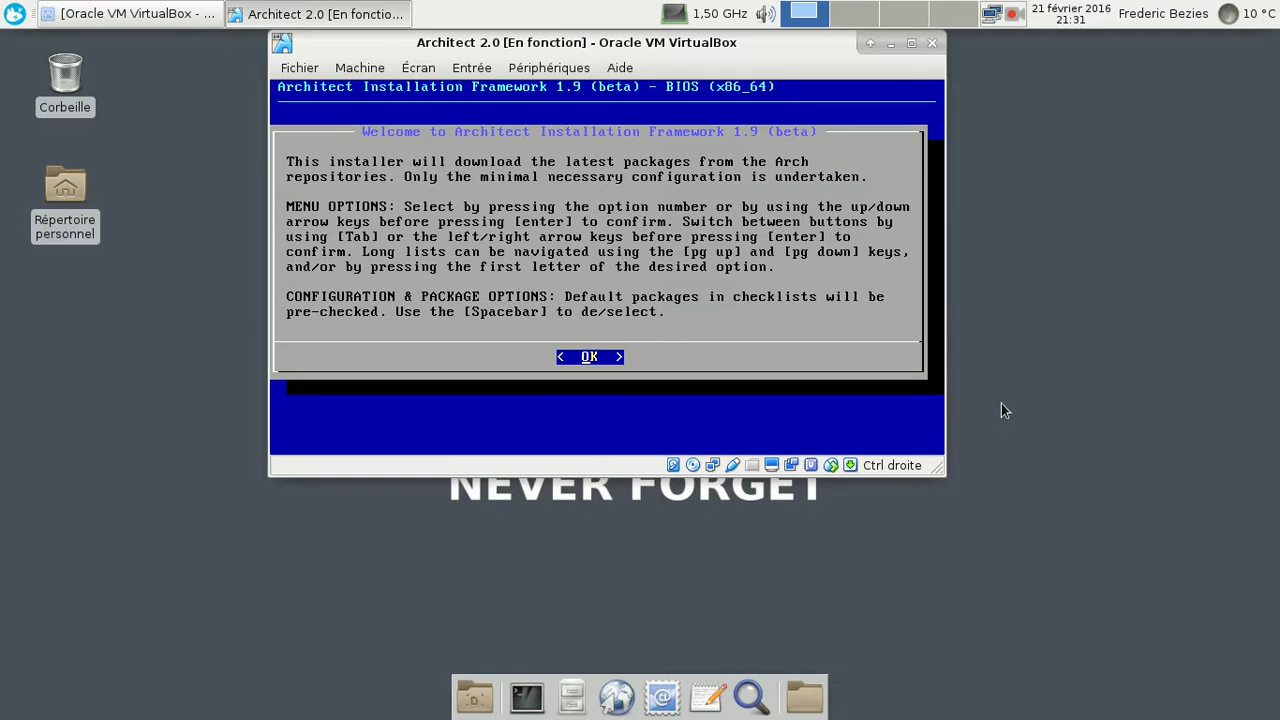 [Oracle VM VirtualBox - ...
Architect 2.0 [En fonctio...
1,50 GHz
21 février 2016
21:31
Frederic Bezies
10 °C
Corbeille
Répertoire
personnel
Architect 2.0 [En fonction] - Oracle VM VirtualBox
Fichier Machine Écran Entrée Périphériques Aide
Architect Installation Framework 1.9 (beta) - BIOS (x86_64)
Welcome to Architect Installation Framework 1.9 (beta)
This installer will download the latest packages from the Arch
repositories. Only the minimal necessary configuration is undertaken.
MENU OPTIONS: Select by pressing the option number or by using the up/down
arrow keys before pressing [enter] to confirm. Switch between buttons by
using [Tab] or the left/right arrow keys before pressing [enter] to
confirm. Long lists can be navigated using the [pg up] and [pg down] keys,
and/or by pressing the first letter of the desired option.
CONFIGURATION & PACKAGE OPTIONS: Default packages in checklists will be
pre-checked. Use the [Spacebar] to de/select.
< OK >
Ctrl droite
NEVER FORGET